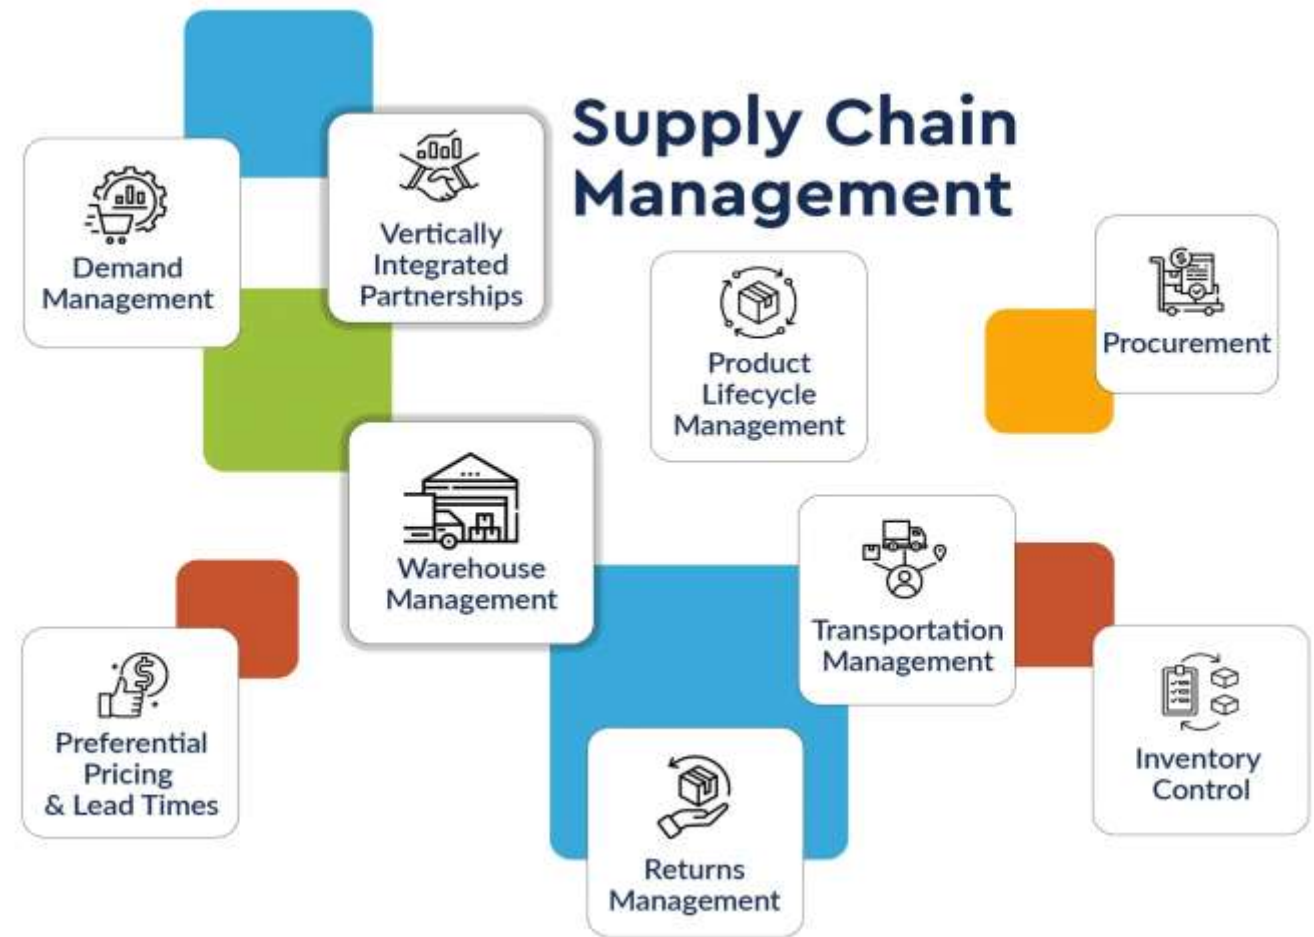 Supply Chain
Management
Demand
Management
Vertically
Integrated
Partnerships
Product
Lifecycle
Management
Procurement
Warehouse
Management
Transportation
Management
Preferential
Pricing
& Lead Times
Inventory
Control
Returns
Management